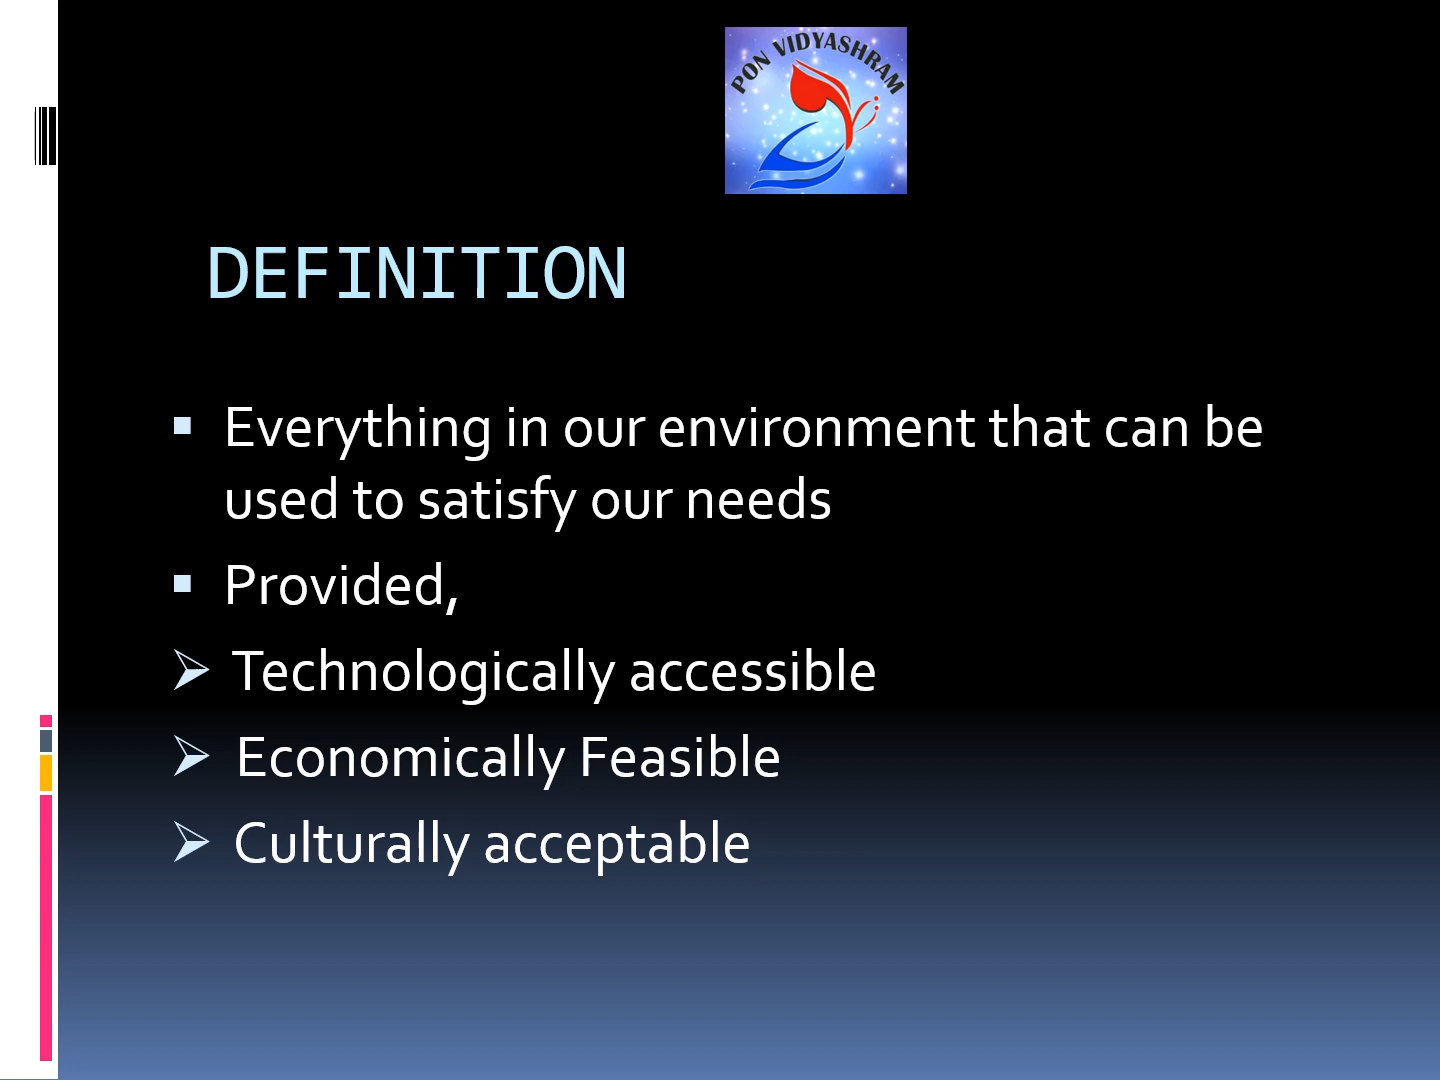 PON VIDYASHRAM
DEFINITION
Everything in our environment that can be
used to satisfy our needs
Provided,
Technologically accessible
Economically Feasible
Culturally acceptable